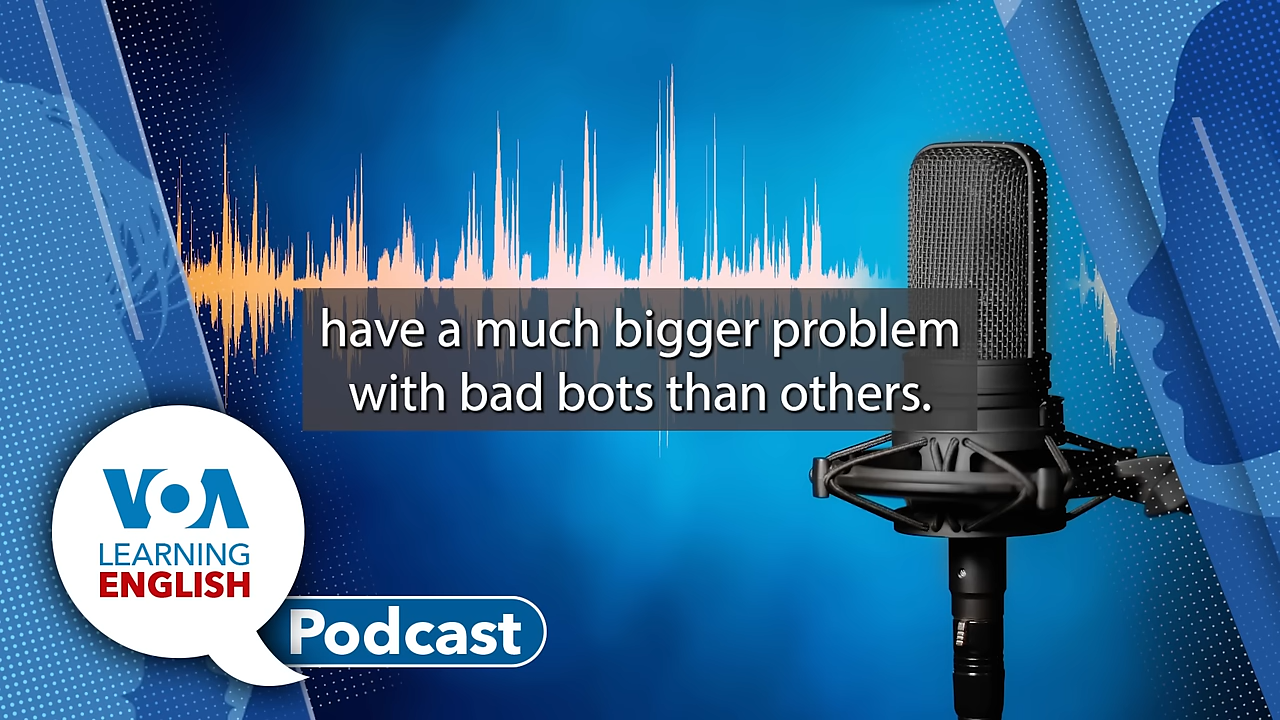 have a much bigger problem
with bad bots than others.
VOA
LEARNING
ENGLISH
Podcast